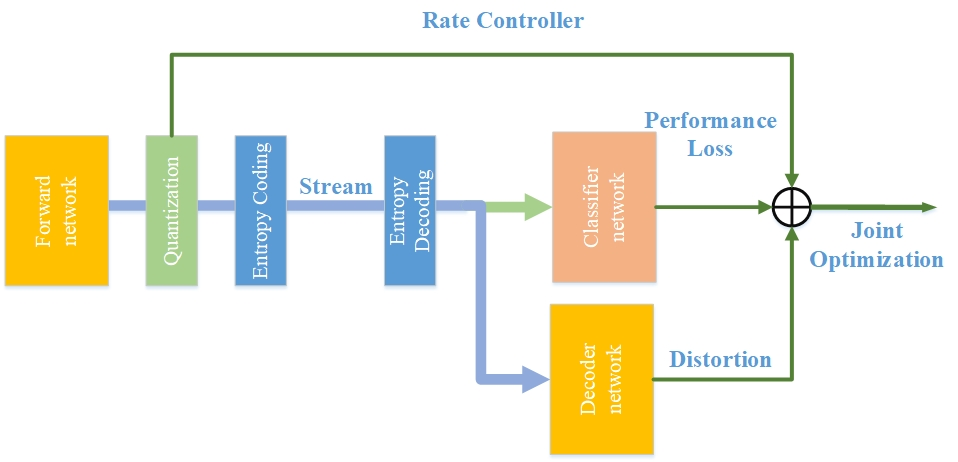 Rate Controller
Forward
network
Quantization
Entropy Coding
Stream
Entropy
Decoding
Classifier
network
Performance
Loss
Joint
Optimization
Decoder
network
Distortion